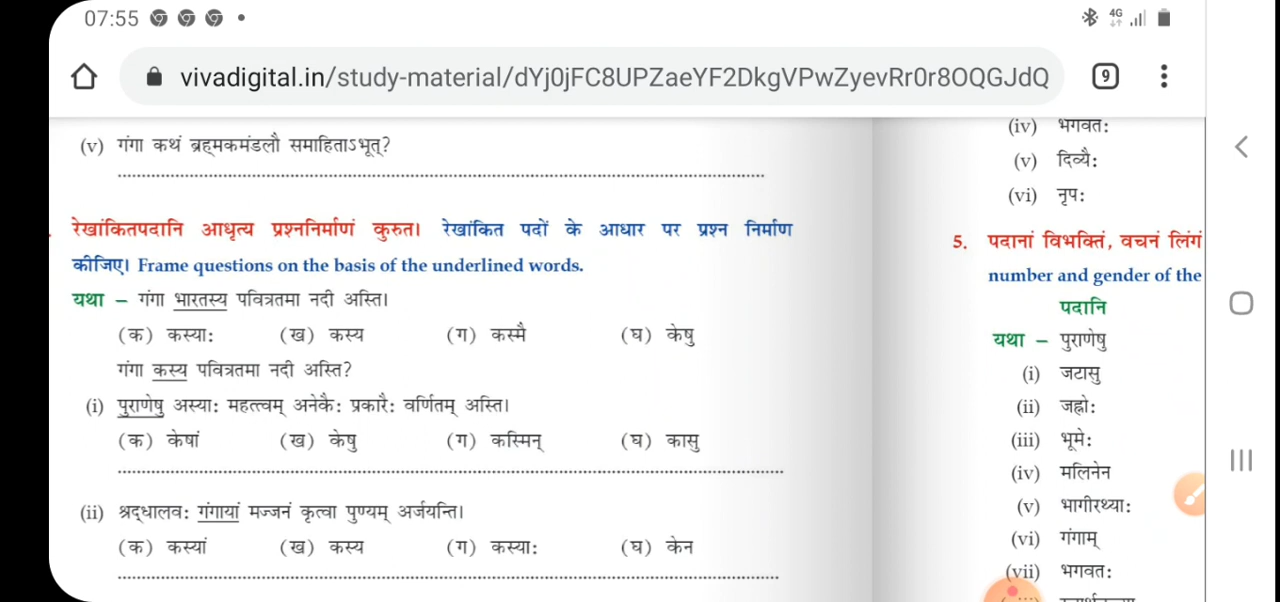 07:55
4G
vivadigital.in/study-material/dYj0jFC8UPZaeYF2DkgVPwZyevRr0r8OQGJdQ
9
(v) गंगा कथं ब्रह्मकमंडलौ समाहिताऽभूत्?
रेखांकितपदानि आधृत्य प्रश्ननिर्माणं कुरुत। रेखांकित पदों के आधार पर प्रश्न निर्माण
कीजिए। Frame questions on the basis of the underlined words.
यथा – गंगा भारतस्य पवित्रतमा नदी अस्ति।
(क) कस्याः (ख) कस्य (ग) कस्मै (घ) केषु
गंगा कस्य पवित्रतमा नदी अस्ति?
(i) पुराणेषु अस्याः महत्त्वम् अनेकैः प्रकारैः वर्णितम् अस्ति।
(क) केषां (ख) केषु (ग) कस्मिन् (घ) कासु
(ii) श्रद्धालवः गंगायां मज्जनं कृत्वा पुण्यम् अर्जयन्ति।
(क) कस्यां (ख) कस्य (ग) कस्याः (घ) केन
(iv) भगवतः
(v) दिव्यैः
(vi) नृपः
5. पदानां विभक्तिं, वचनं लिंगं
number and gender of the
पदानि
यथा – पुराणेषु
(i) जटासु
(ii) जह्नोः
(iii) भूमेः
(iv) मलिनेन
(v) भागीरथ्याः
(vi) गंगाम्
(vii) भगवतः